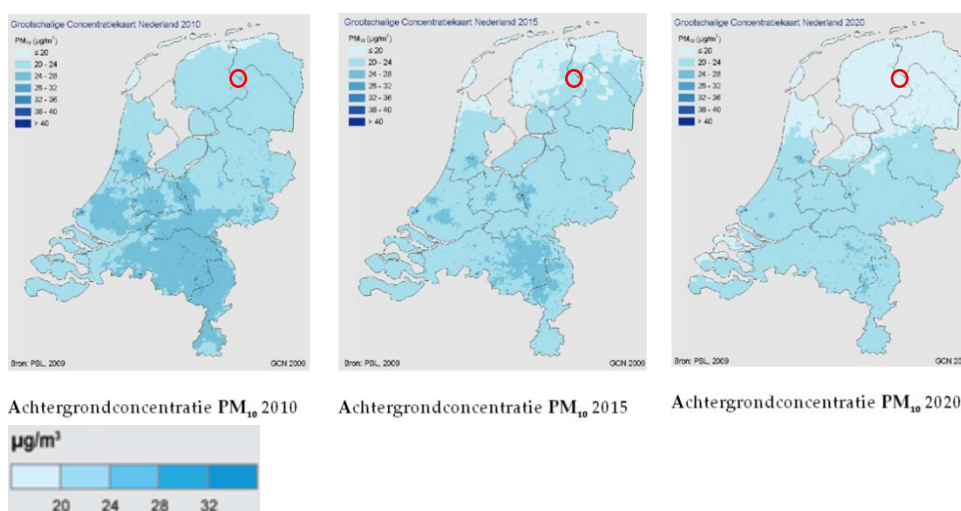 Grootschalige Concentratiekaart Nederland 2010
PM₁₀ (µg/m³)
≤ 20
20 - 24
24 - 28
28 - 32
32 - 36
36 - 40
> 40
Bron: PBL, 2009
GCN 2009
Grootschalige Concentratiekaart Nederland 2015
PM₁₀ (µg/m³)
≤ 20
20 - 24
24 - 28
28 - 32
32 - 36
36 - 40
> 40
Bron: PBL, 2009
GCN 2009
Grootschalige Concentratiekaart Nederland 2020
PM₁₀ (µg/m³)
≤ 20
20 - 24
24 - 28
28 - 32
32 - 36
36 - 40
> 40
Bron: PBL, 2009
GCN 200
Achtergrondconcentratie PM₁₀ 2010
Achtergrondconcentratie PM₁₀ 2015
Achtergrondconcentratie PM₁₀ 2020
µg/m³
20 24 28 32